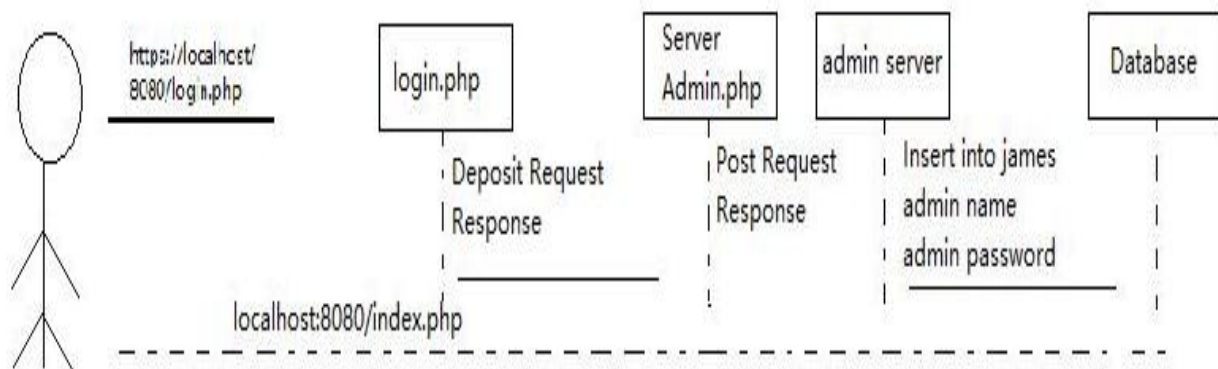 https://localhost/
8080/login.php
login.php
Server
Admin.php
admin server
Database
Deposit Request
Response
Post Request
Response
Insert into james
admin name
admin password
localhost:8080/index.php